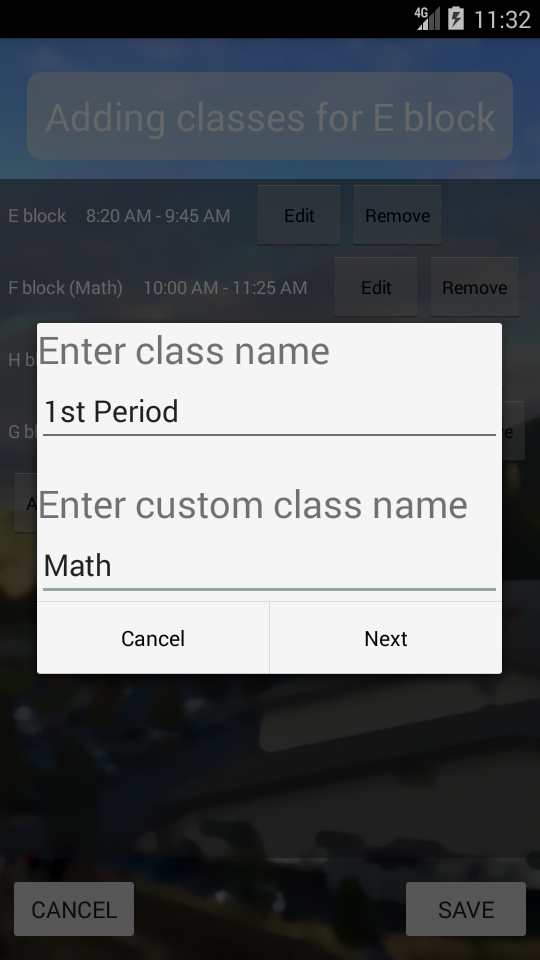 4G 11:32
Adding classes for E block
E block 8:20 AM - 9:45 AM Edit Remove
F block (Math) 10:00 AM - 11:25 AM Edit Remove
H
Enter class name
1st Period
G
Enter custom class name
Math
Cancel Next
CANCEL SAVE